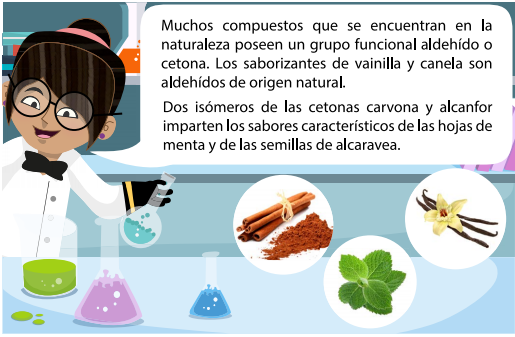 Muchos compuestos que se encuentran en la
naturaleza poseen un grupo funcional aldehído o
cetona. Los saborizantes de vainilla y canela son
aldehídos de origen natural.
Dos isómeros de las cetonas carvona y alcanfor
imparten los sabores característicos de las hojas de
menta y de las semillas de alcaravea.